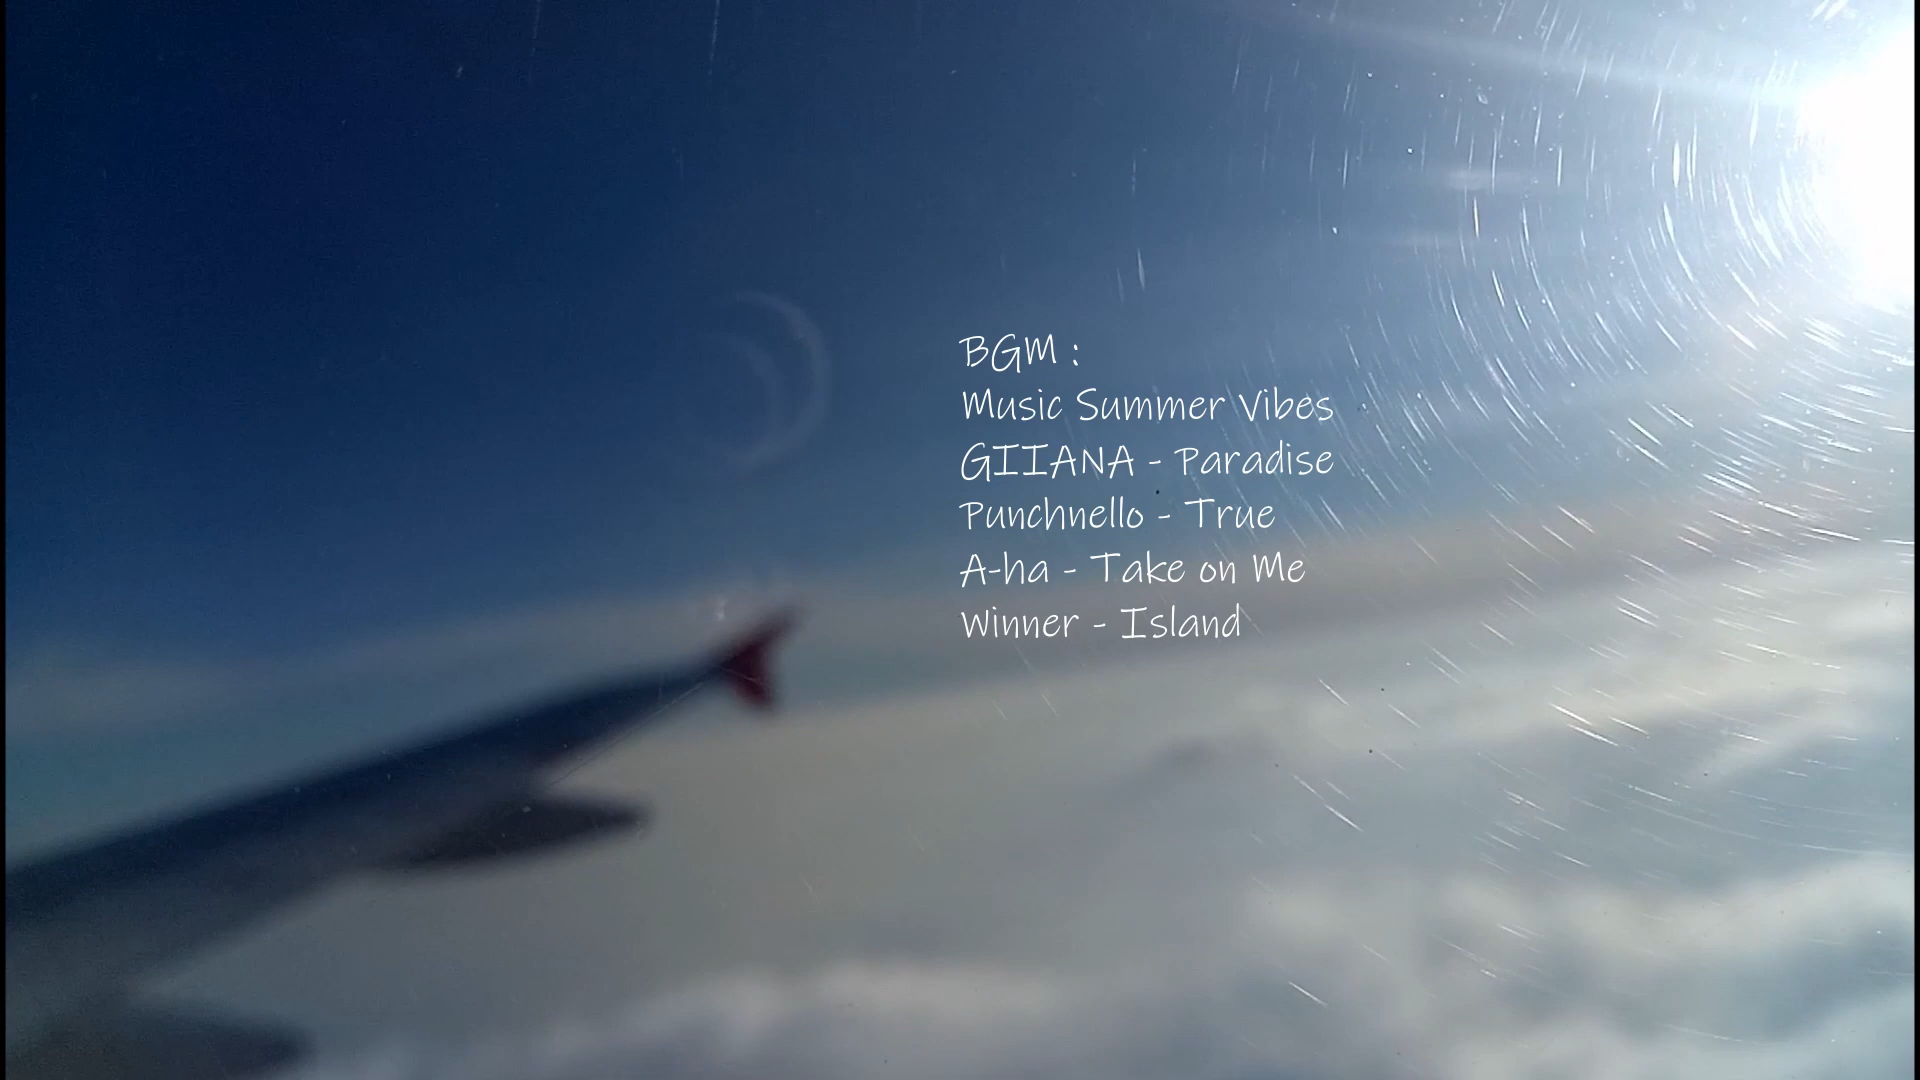 BGM :
Music Summer Vibes
GIIANA - Paradise
Punchnello - True
A-ha - Take on Me
Winner - Island